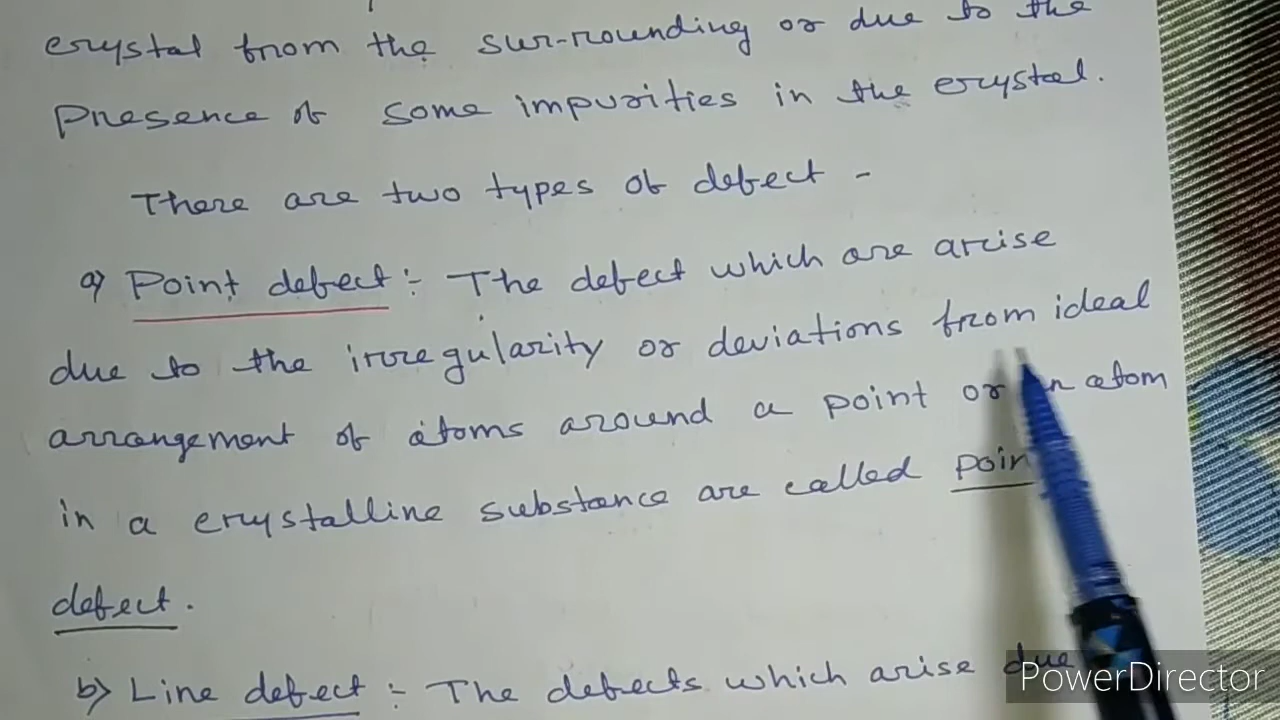 crystal from the sur-rounding or due to the
presence of some impurities in the crystal.
There are two types of defect -
a) Point defect :- The defect which are arise
due to the irregularity or deviations from ideal
arrangement of atoms around a point or an atom
in a crystalline substance are called poin
defect.
b) Line defect :- The defects which arise due
PowerDirector